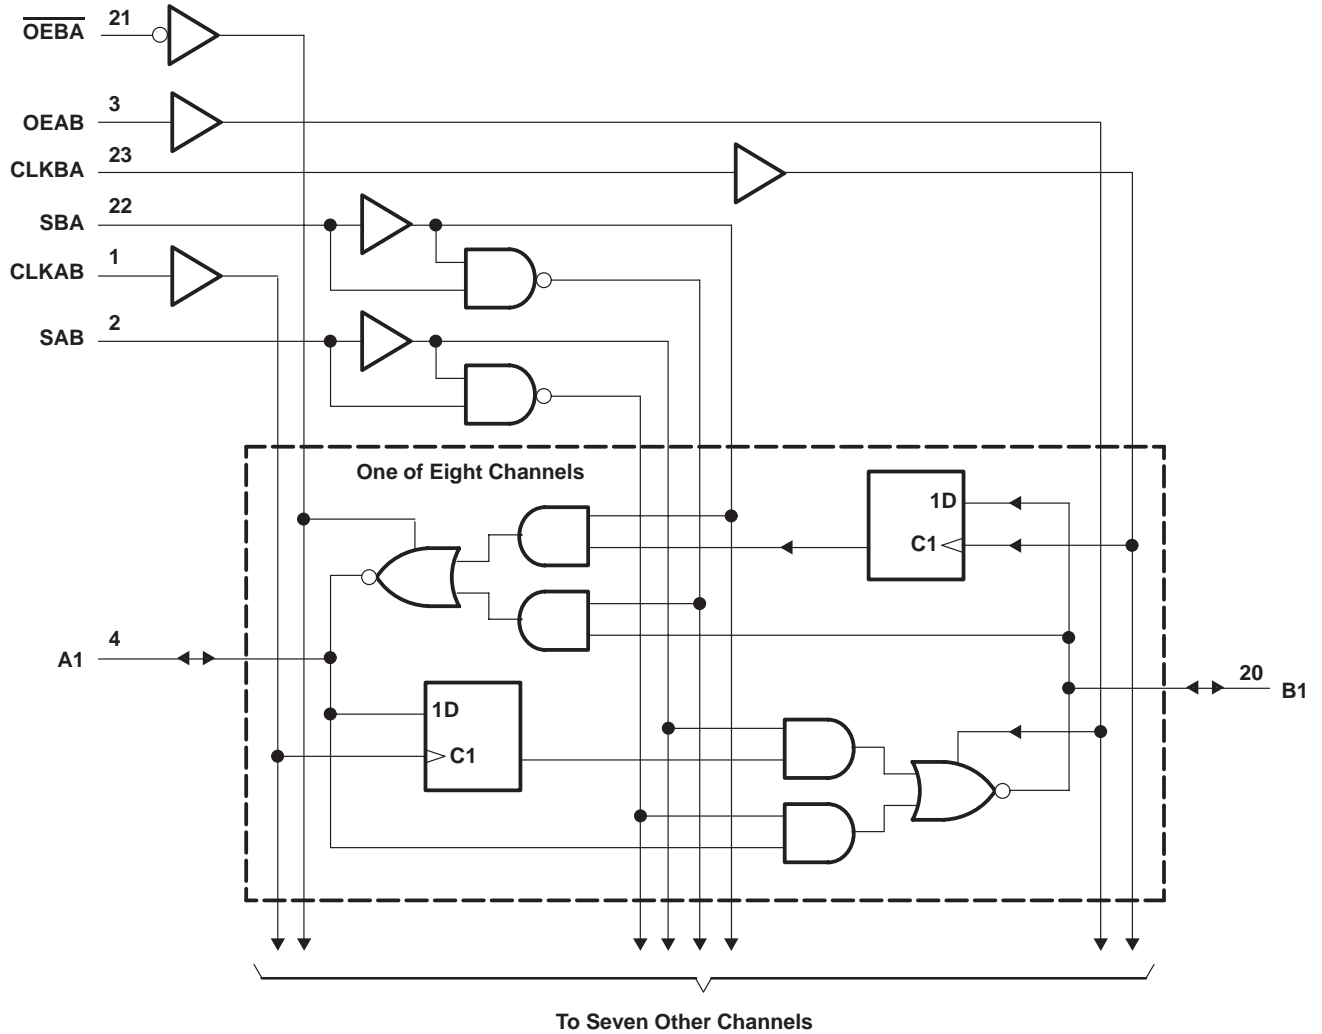 OEBA 21
OEAB 3
CLKBA 23
SBA 22
CLKAB 1
SAB 2
One of Eight Channels
1D
C1
A1 4
1D
C1
20 B1
To Seven Other Channels